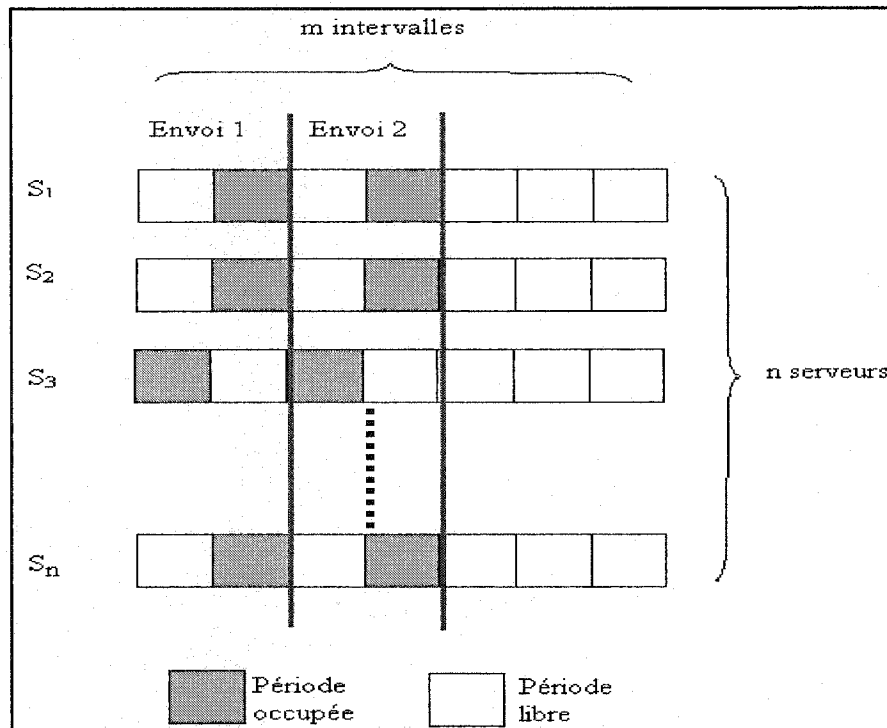 m intervalles
Envoi 1 Envoi 2
S₁
S₂
S₃
n serveurs
Sₙ
Période occupée
Période libre